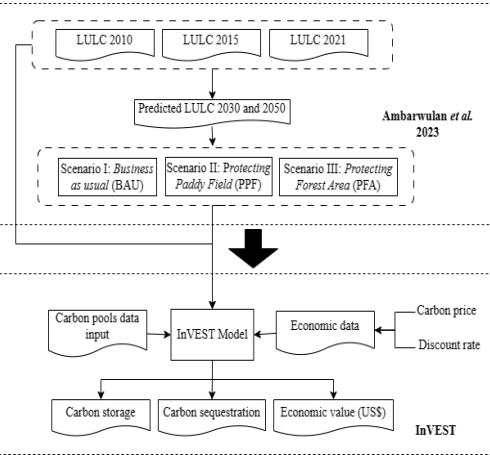 LULC 2010
LULC 2015
LULC 2021
Predicted LULC 2030 and 2050
Ambarwulan et al.
2023
Scenario I: Business
as usual (BAU)
Scenario II: Protecting
Paddy Field (PPF)
Scenario III: Protecting
Forest Area (PFA)
Carbon pools data
input
InVEST Model
Economic data
Carbon price
Discount rate
Carbon storage
Carbon sequestration
Economic value (US$)
InVEST